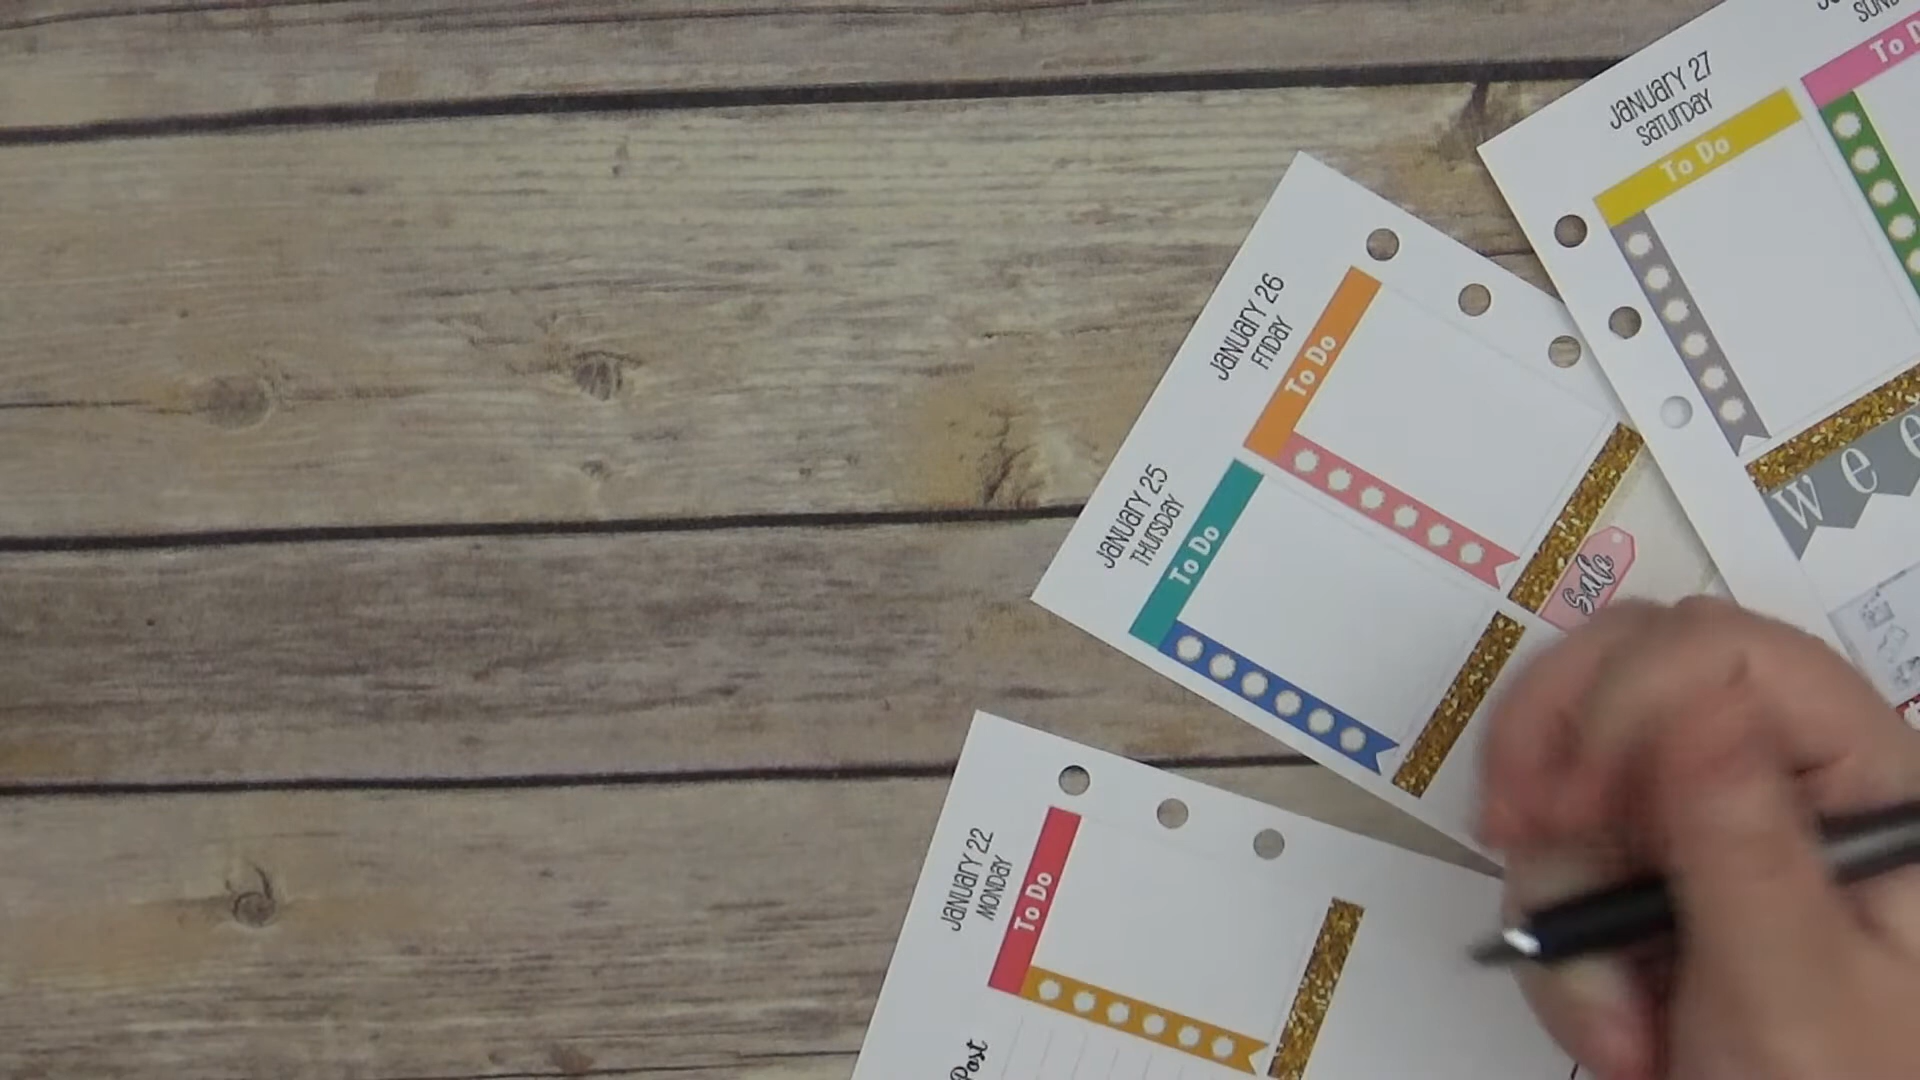 January 27
Saturday
To Do
To D
wee
January 26
Friday
To Do
Sale
January 25
Thursday
To Do
January 22
Monday
To Do
Post